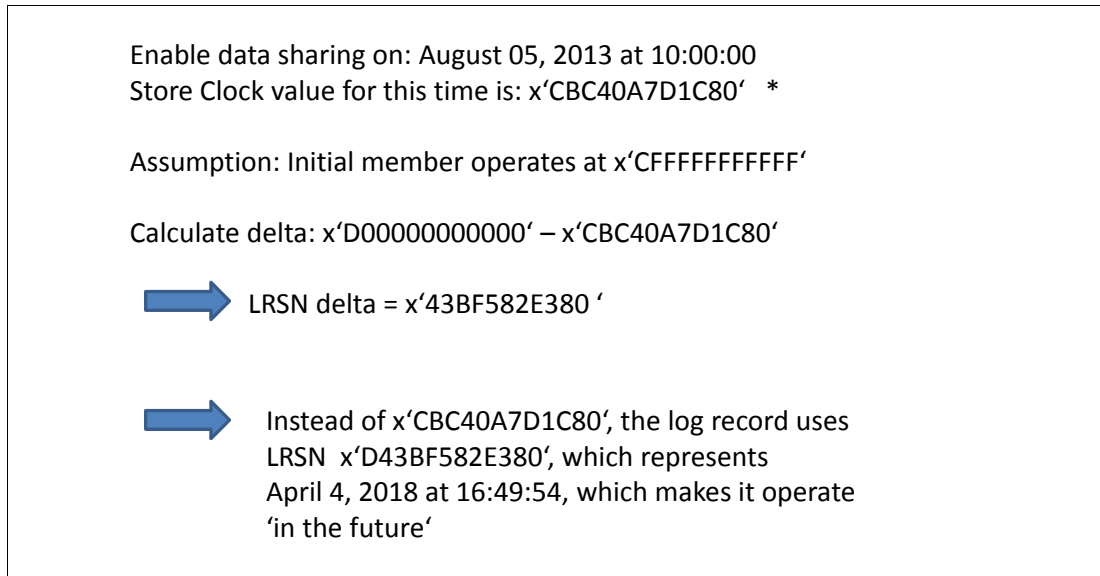 Enable data sharing on: August 05, 2013 at 10:00:00
Store Clock value for this time is: x‘CBC40A7D1C80‘ *
Assumption: Initial member operates at x‘CFFFFFFFFFFF‘
Calculate delta: x‘D00000000000‘ – x‘CBC40A7D1C80‘
LRSN delta = x‘43BF582E380 ‘
Instead of x‘CBC40A7D1C80‘, the log record uses
LRSN x‘D43BF582E380‘, which represents
April 4, 2018 at 16:49:54, which makes it operate
‘in the future‘